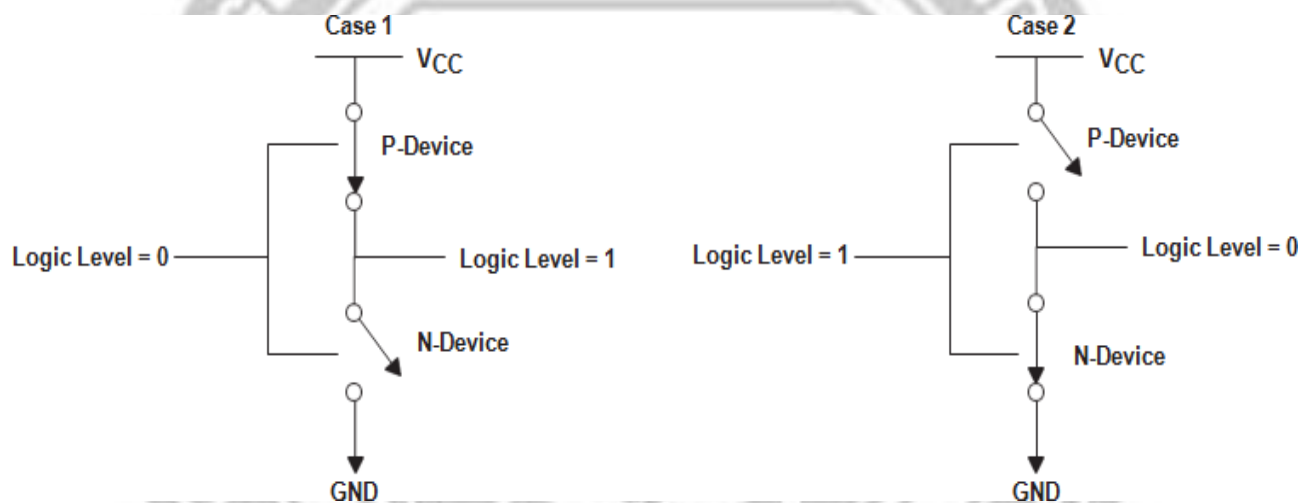 Case 1
VCC
P-Device
Logic Level = 0
Logic Level = 1
N-Device
GND
Case 2
VCC
P-Device
Logic Level = 1
Logic Level = 0
N-Device
GND